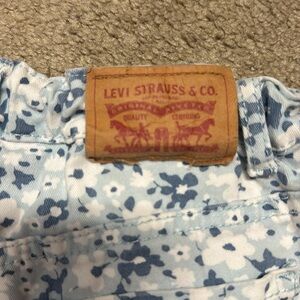 LEVI STRAUSS & CO.
ORIGINAL RIVETED
QUALITY CLOTHING